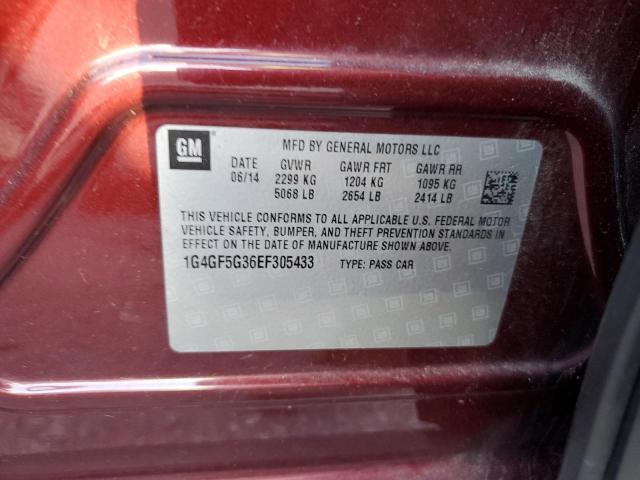 GM
MFD BY GENERAL MOTORS LLC
DATE GVWR GAWR FRT GAWR RR
06/14 2299 KG 1204 KG 1095 KG
5068 LB 2654 LB 2414 LB
THIS VEHICLE CONFORMS TO ALL APPLICABLE U.S. FEDERAL MOTOR
VEHICLE SAFETY, BUMPER, AND THEFT PREVENTION STANDARDS IN
EFFECT ON THE DATE OF MANUFACTURE SHOWN ABOVE.
1G4GF5G36EF305433 TYPE: PASS CAR